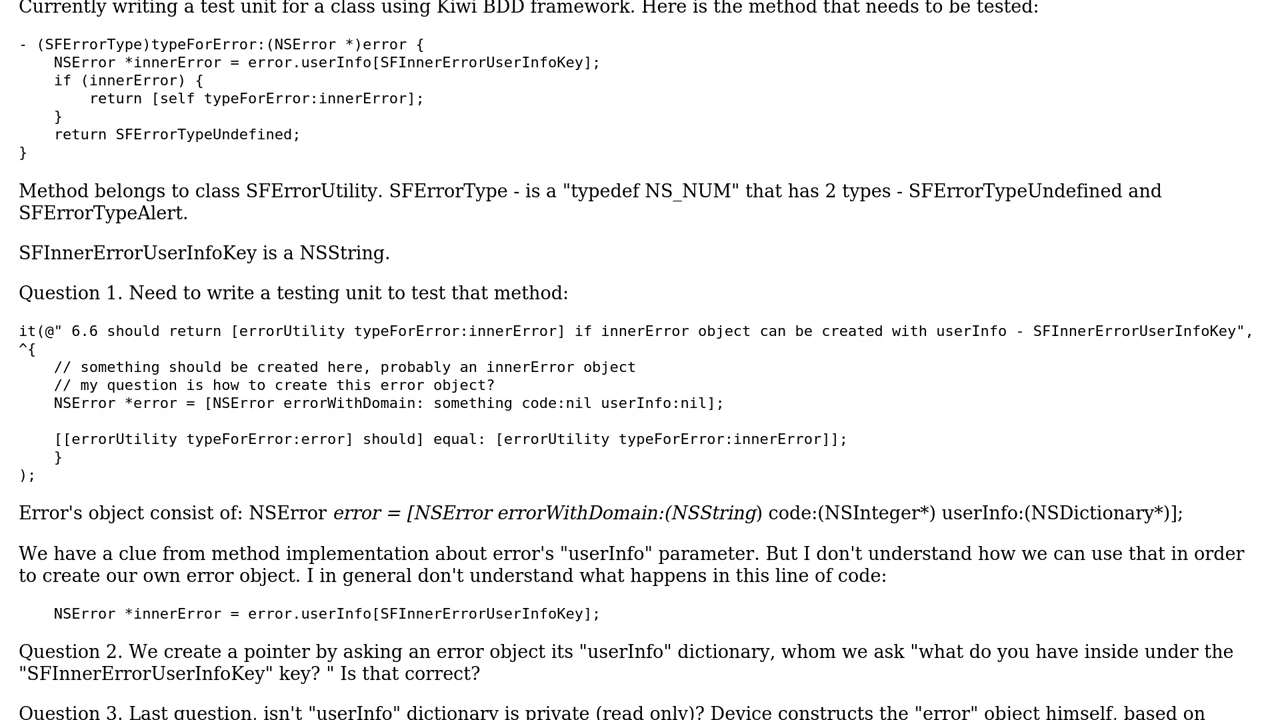 Currently writing a test unit for a class using Kiwi BDD framework. Here is the method that needs to be tested:
- (SFErrorType)typeForError:(NSError *)error {
    NSError *innerError = error.userInfo[SFInnerErrorUserInfoKey];
    if (innerError) {
        return [self typeForError:innerError];
    }
    return SFErrorTypeUndefined;
}
Method belongs to class SFErrorUtility. SFErrorType - is a "typedef NS_NUM" that has 2 types - SFErrorTypeUndefined and
SFErrorTypeAlert.
SFInnerErrorUserInfoKey is a NSString.
Question 1. Need to write a testing unit to test that method:
it(@" 6.6 should return [errorUtility typeForError:innerError] if innerError object can be created with userInfo - SFInnerErrorUserInfoKey",
^{
    // something should be created here, probably an innerError object
    // my question is how to create this error object?
    NSError *error = [NSError errorWithDomain: something code:nil userInfo:nil];
    [[errorUtility typeForError:error] should] equal: [errorUtility typeForError:innerError]];
    }
);
Error's object consist of: NSError error = [NSError errorWithDomain:(NSString) code:(NSInteger*) userInfo:(NSDictionary*)];
We have a clue from method implementation about error's "userInfo" parameter. But I don't understand how we can use that in order
to create our own error object. I in general don't understand what happens in this line of code:
    NSError *innerError = error.userInfo[SFInnerErrorUserInfoKey];
Question 2. We create a pointer by asking an error object its "userInfo" dictionary, whom we ask "what do you have inside under the
"SFInnerErrorUserInfoKey" key? " Is that correct?
Question 3. Last question, isn't "userInfo" dictionary is private (read only)? Device constructs the "error" object himself, based on